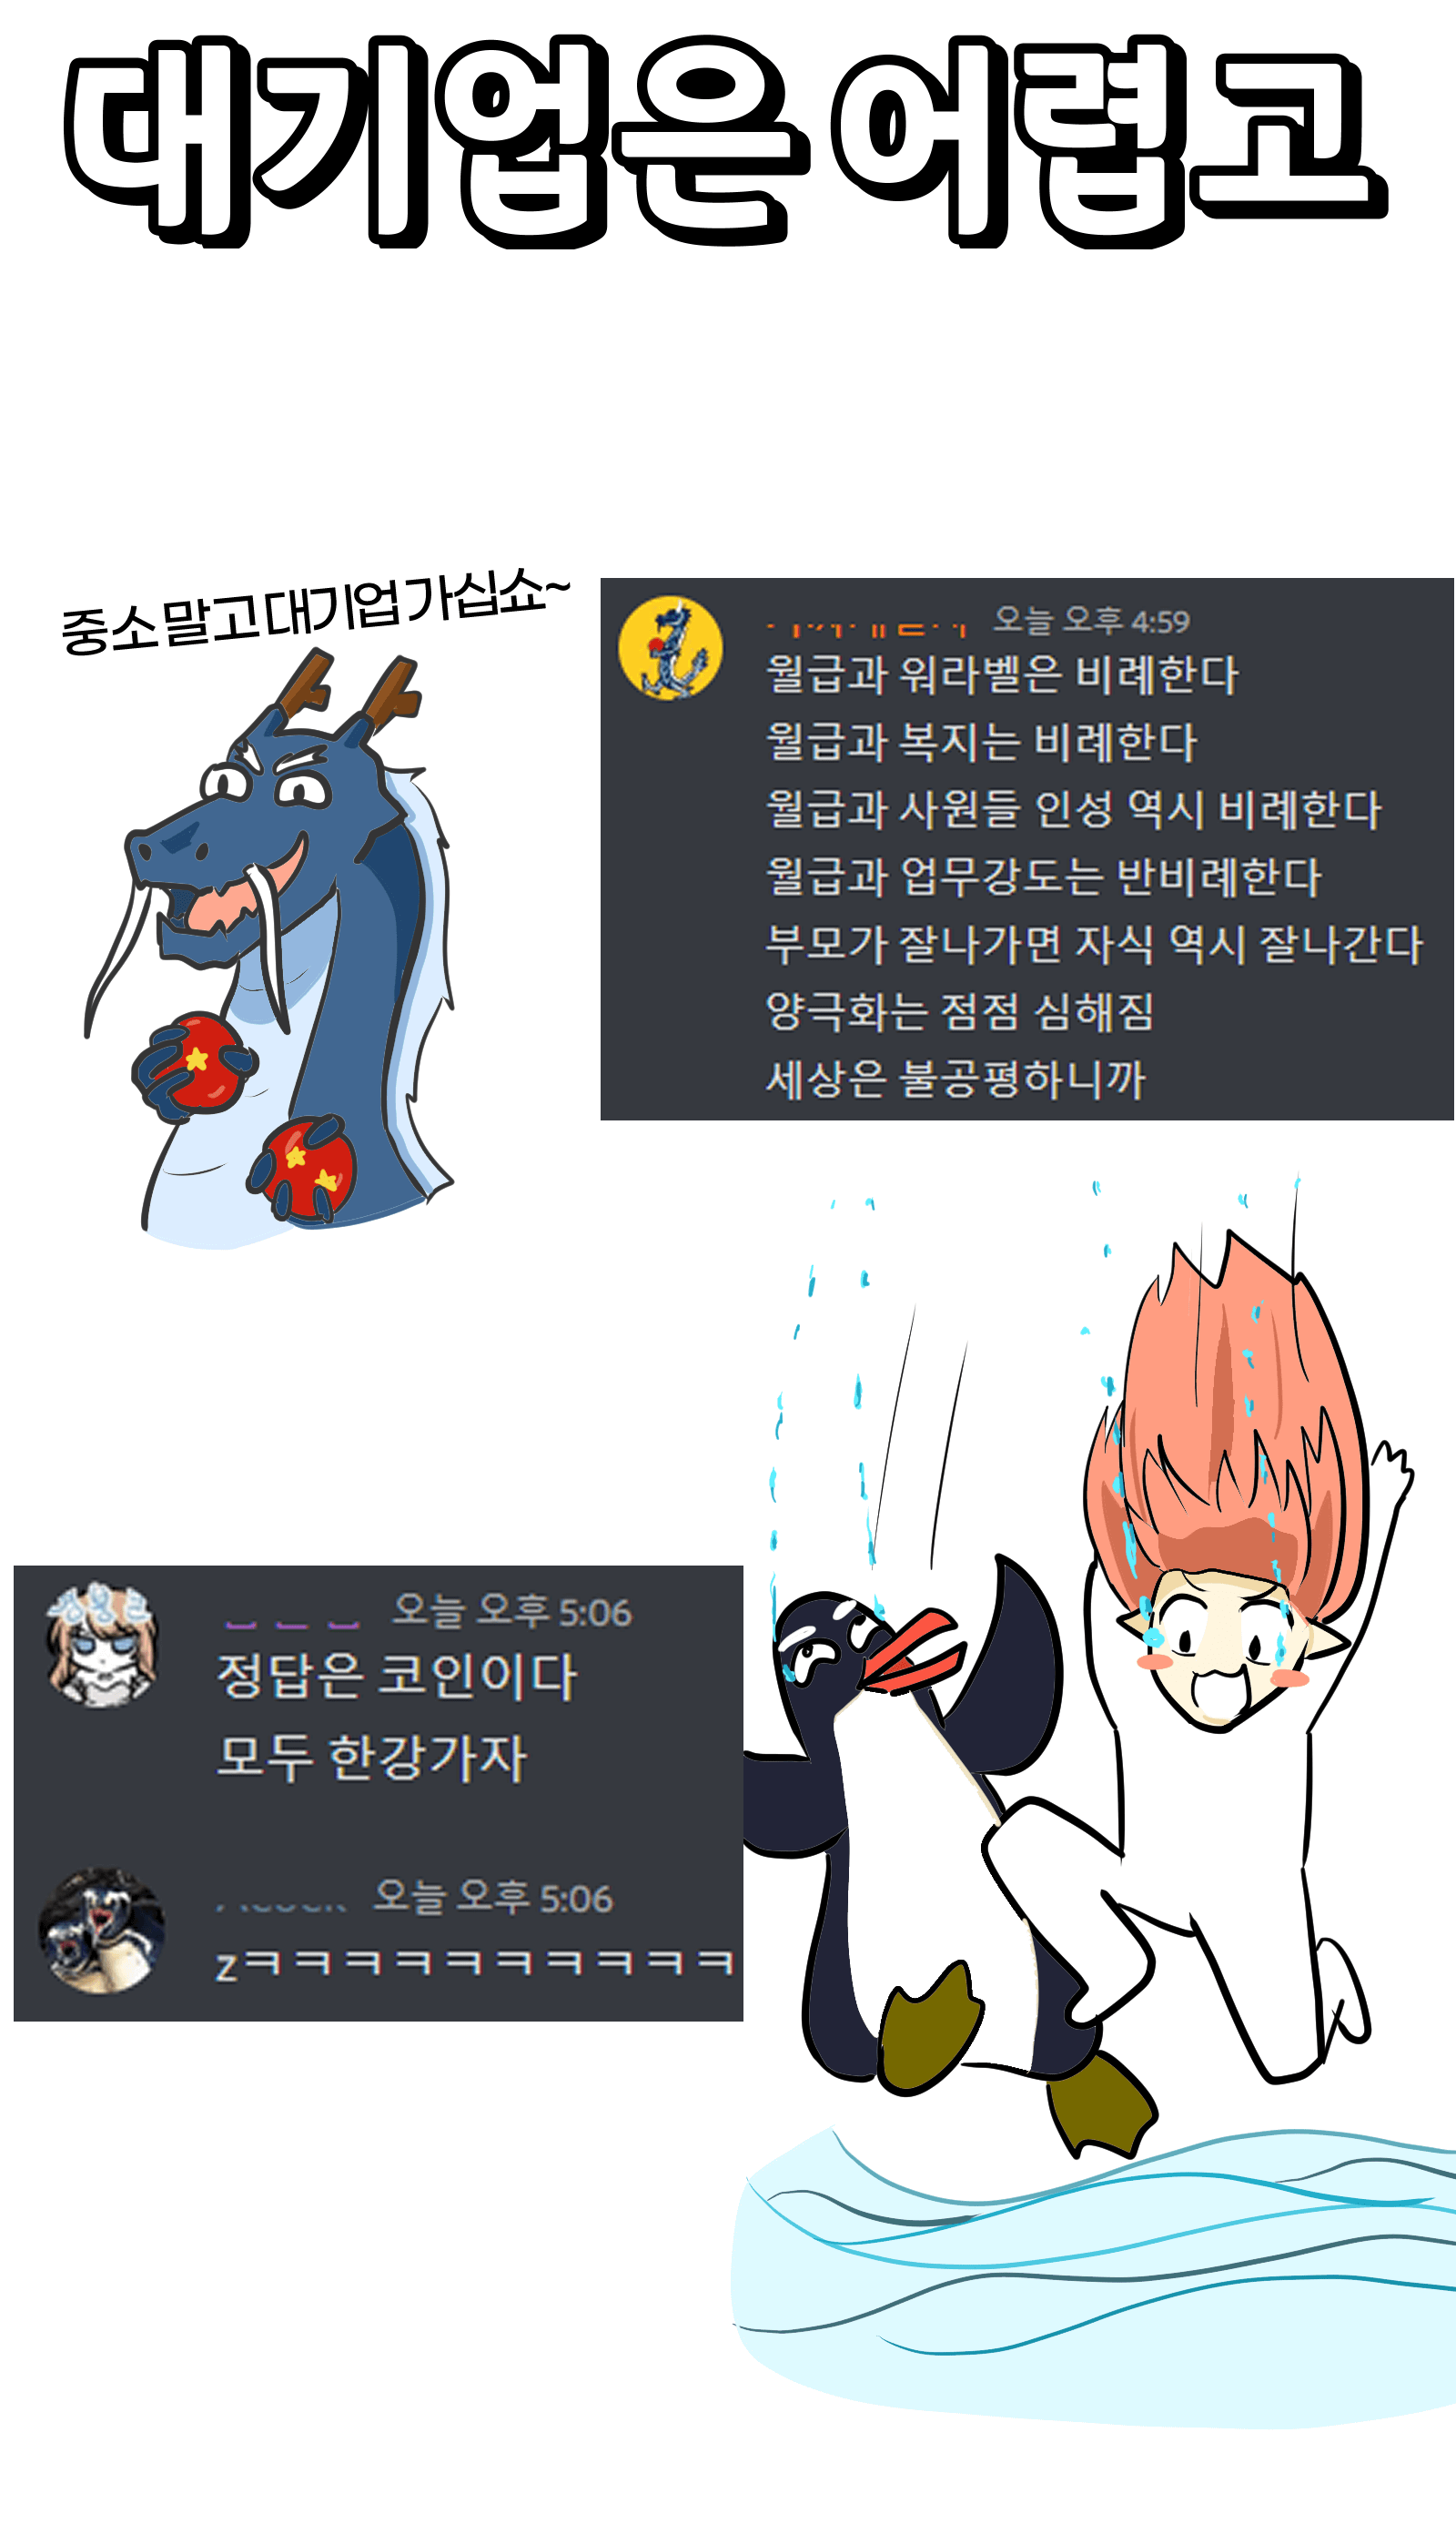 대기업은 어렵고
중소 말고 대기업 가십쇼~
오늘 오후 4:59
월급과 워라벨은 비례한다
월급과 복지는 비례한다
월급과 사원들 인성 역시 비례한다
월급과 업무강도는 반비례한다
부모가 잘나가면 자식 역시 잘나간다
양극화는 점점 심해짐
세상은 불공평하니까
오늘 오후 5:06
정답은 코인이다
모두 한강가자
오늘 오후 5:06
zㅋㅋㅋㅋㅋㅋㅋㅋㅋㅋ